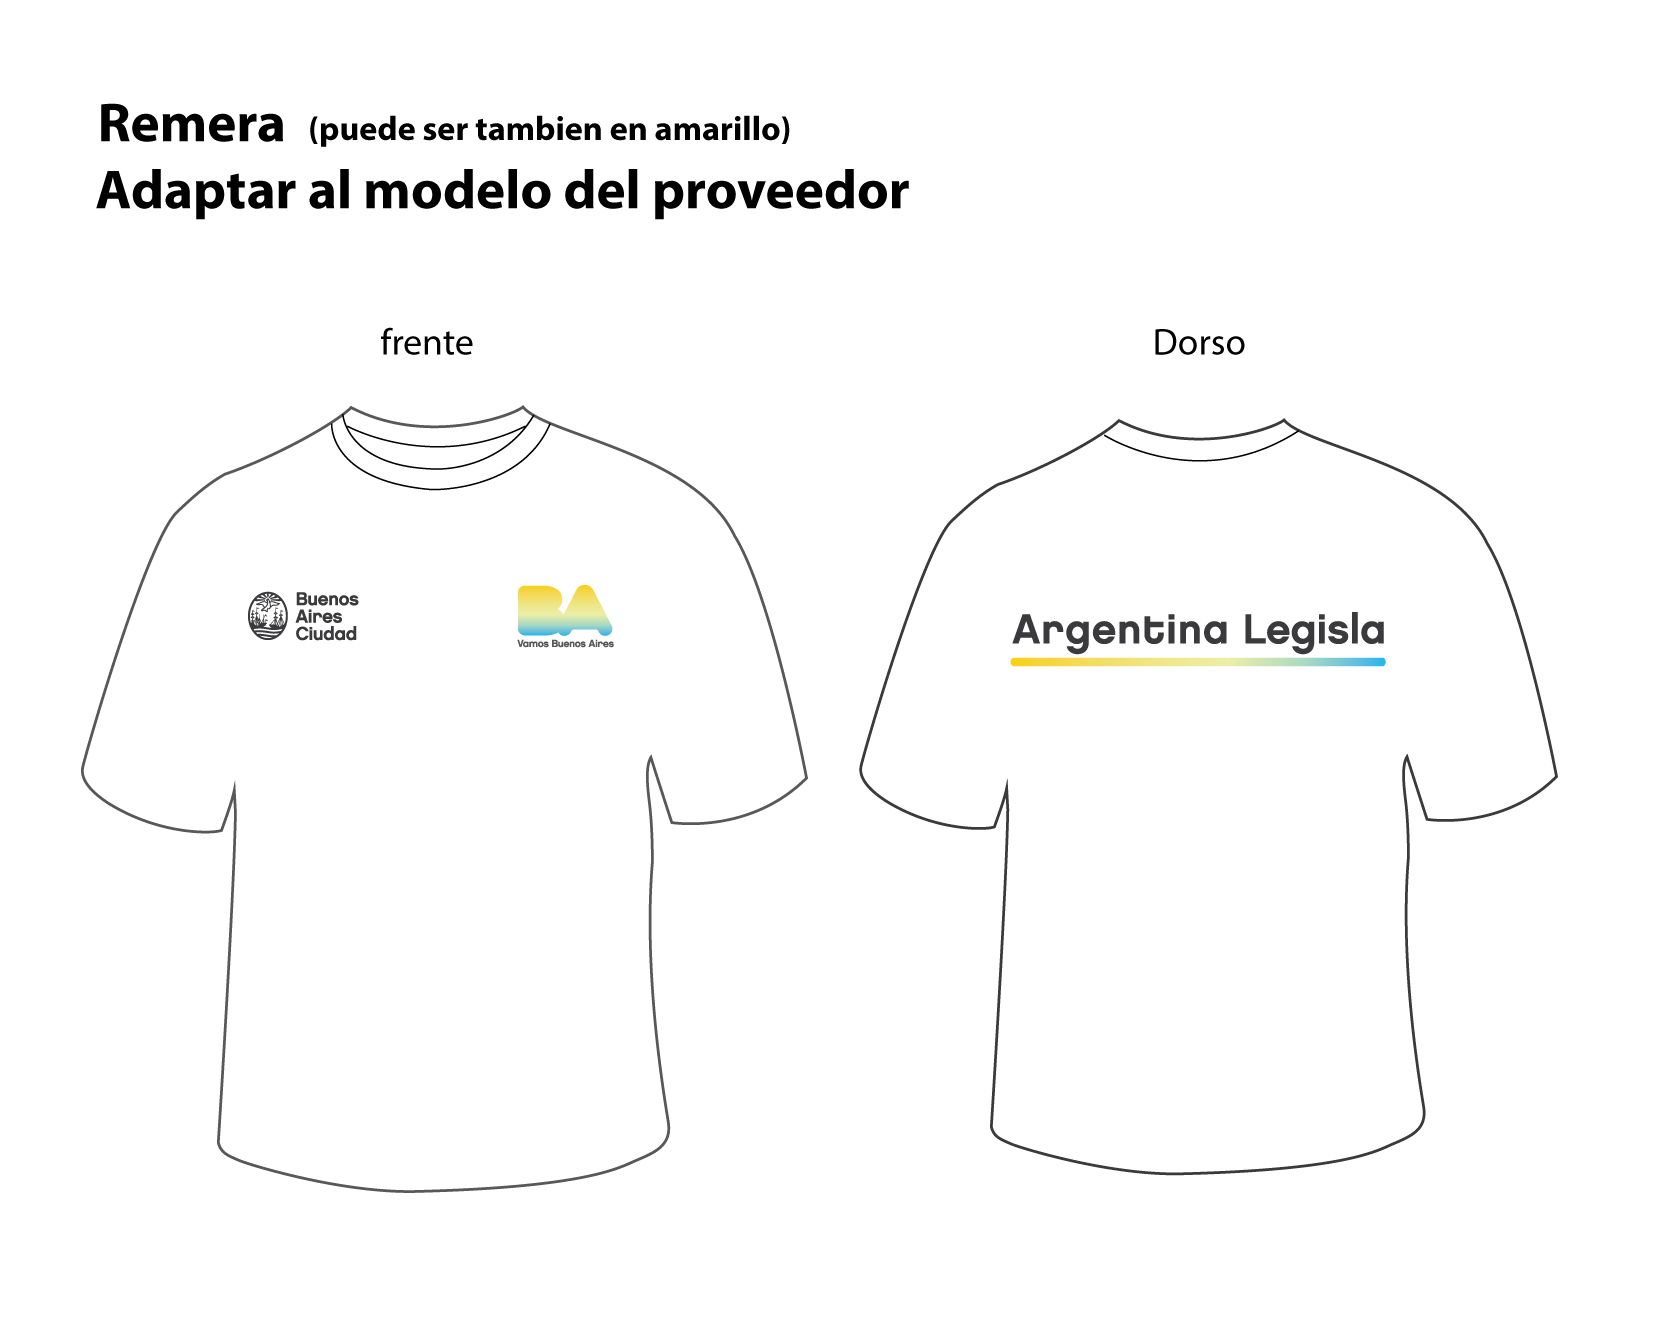 Remera (puede ser tambien en amarillo)
Adaptar al modelo del proveedor
frente
Dorso
Buenos
Aires
Ciudad
BA
Vamos Buenos Aires
Argentina Legisla